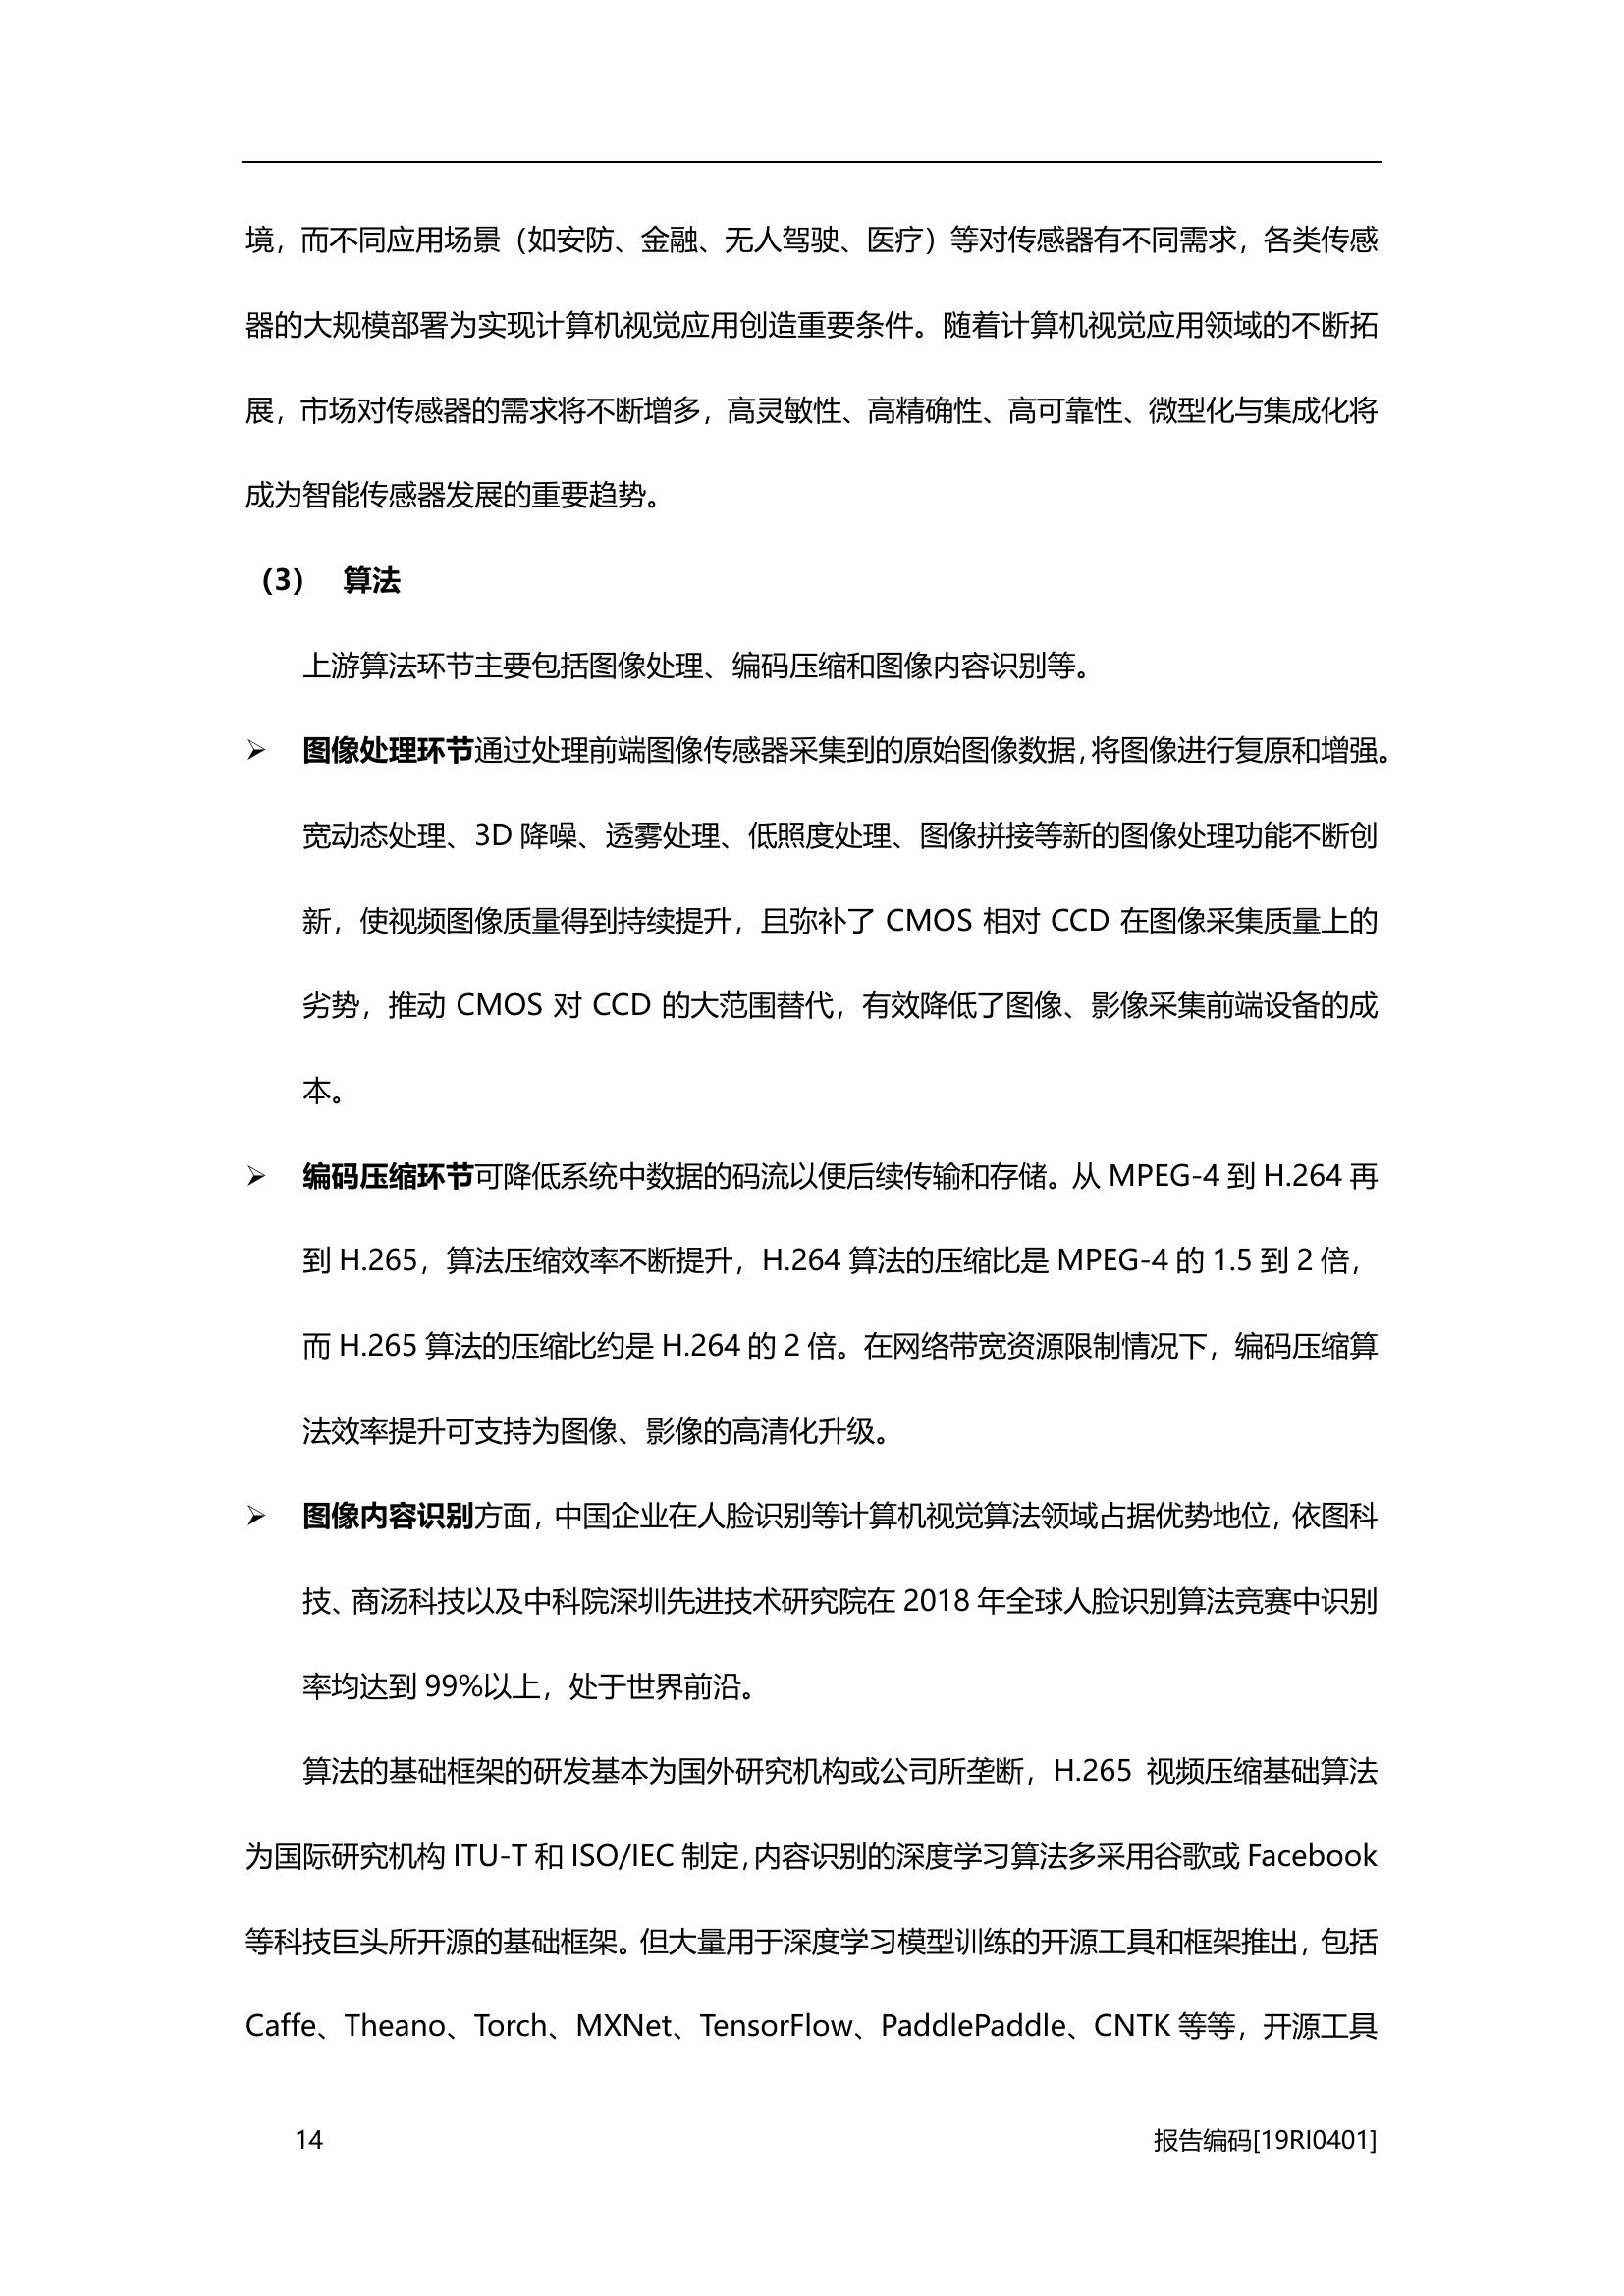 境，而不同应用场景（如安防、金融、无人驾驶、医疗）等对传感器有不同需求，各类传感
器的大规模部署为实现计算机视觉应用创造重要条件。随着计算机视觉应用领域的不断拓
展，市场对传感器的需求将不断增多，高灵敏性、高精确性、高可靠性、微型化与集成化将
成为智能传感器发展的重要趋势。
（3） 算法
上游算法环节主要包括图像处理、编码压缩和图像内容识别等。
➢ 图像处理环节通过处理前端图像传感器采集到的原始图像数据，将图像进行复原和增强。
宽动态处理、3D 降噪、透雾处理、低照度处理、图像拼接等新的图像处理功能不断创
新，使视频图像质量得到持续提升，且弥补了 CMOS 相对 CCD 在图像采集质量上的
劣势，推动 CMOS 对 CCD 的大范围替代，有效降低了图像、影像采集前端设备的成
本。
➢ 编码压缩环节可降低系统中数据的码流以便后续传输和存储。从 MPEG-4 到 H.264 再
到 H.265，算法压缩效率不断提升，H.264 算法的压缩比是 MPEG-4 的 1.5 到 2 倍，
而 H.265 算法的压缩比约是 H.264 的 2 倍。在网络带宽资源限制情况下，编码压缩算
法效率提升可支持为图像、影像的高清化升级。
➢ 图像内容识别方面，中国企业在人脸识别等计算机视觉算法领域占据优势地位，依图科
技、商汤科技以及中科院深圳先进技术研究院在 2018 年全球人脸识别算法竞赛中识别
率均达到 99%以上，处于世界前沿。
算法的基础框架的研发基本为国外研究机构或公司所垄断，H.265 视频压缩基础算法
为国际研究机构 ITU-T 和 ISO/IEC 制定，内容识别的深度学习算法多采用谷歌或 Facebook
等科技巨头所开源的基础框架。但大量用于深度学习模型训练的开源工具和框架推出，包括
Caffe、Theano、Torch、MXNet、TensorFlow、PaddlePaddle、CNTK 等等，开源工具
14 报告编码[19RI0401]